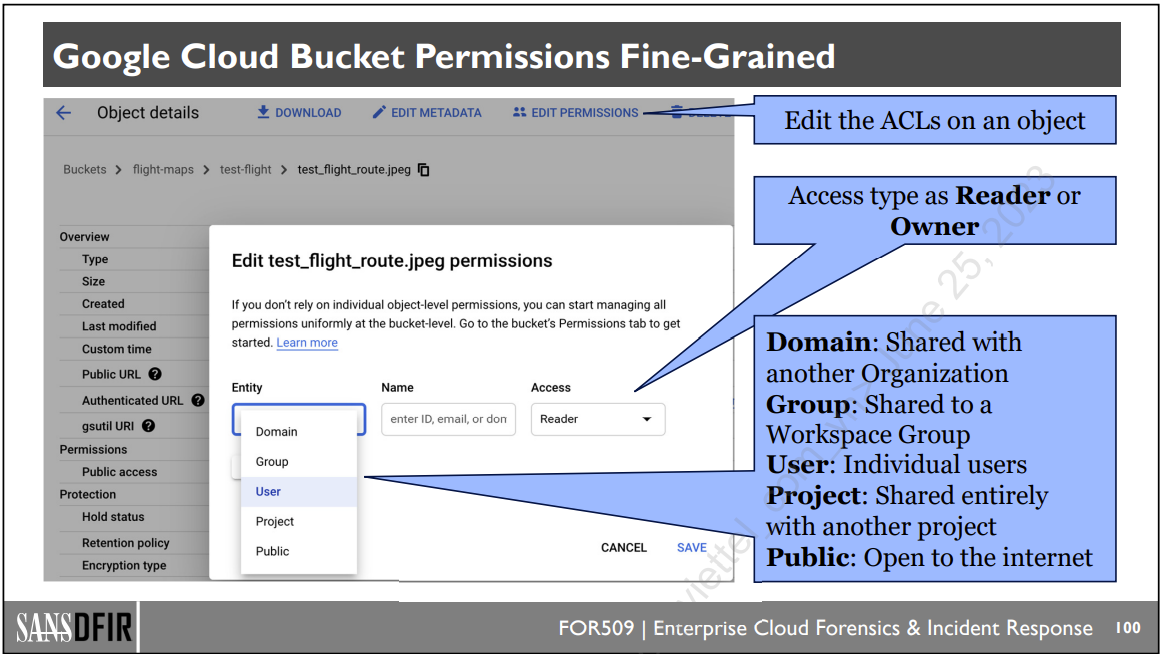 Google Cloud Bucket Permissions Fine-Grained
Object details
DOWNLOAD
EDIT METADATA
EDIT PERMISSIONS
Edit the ACLs on an object
Buckets > flight-maps > test-flight > test_flight_route.jpeg
Access type as Reader or
Owner
Overview
Type
Size
Created
Last modified
Custom time
Public URL
Authenticated URL
gsutil URI
Permissions
Public access
Protection
Hold status
Retention policy
Encryption type
Edit test_flight_route.jpeg permissions
If you don't rely on individual object-level permissions, you can start managing all
permissions uniformly at the bucket-level. Go to the bucket's Permissions tab to get
started. Learn more
Entity
Name
Access
enter ID, email, or don
Reader
Domain
Group
User
Project
Public
CANCEL
SAVE
Domain: Shared with
another Organization
Group: Shared to a
Workspace Group
User: Individual users
Project: Shared entirely
with another project
Public: Open to the internet
SANS DFIR
FOR509 | Enterprise Cloud Forensics & Incident Response
100